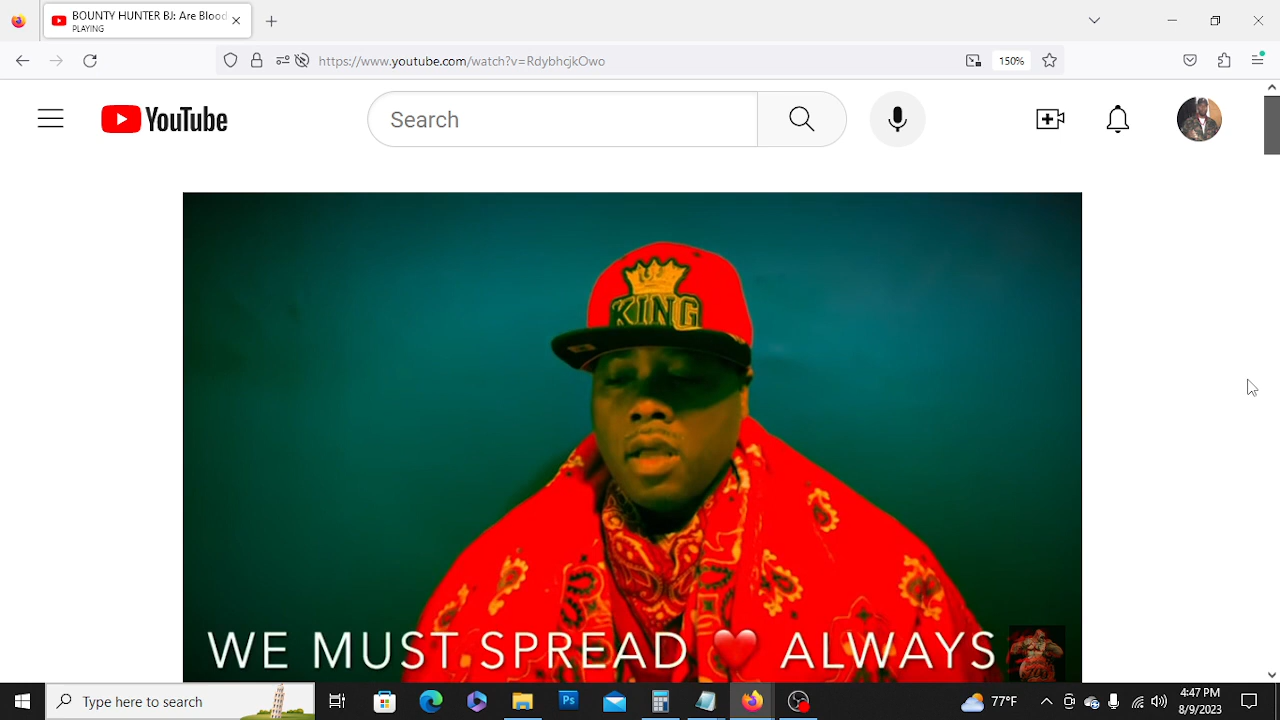 BOUNTY HUNTER BJ: Are Blood
PLAYING
https://www.youtube.com/watch?v=RdybhcjkOwo
150%
YouTube
Search
KING
WE MUST SPREAD ❤️ ALWAYS
Type here to search
Ps
77°F
4:47 PM
8/9/2023